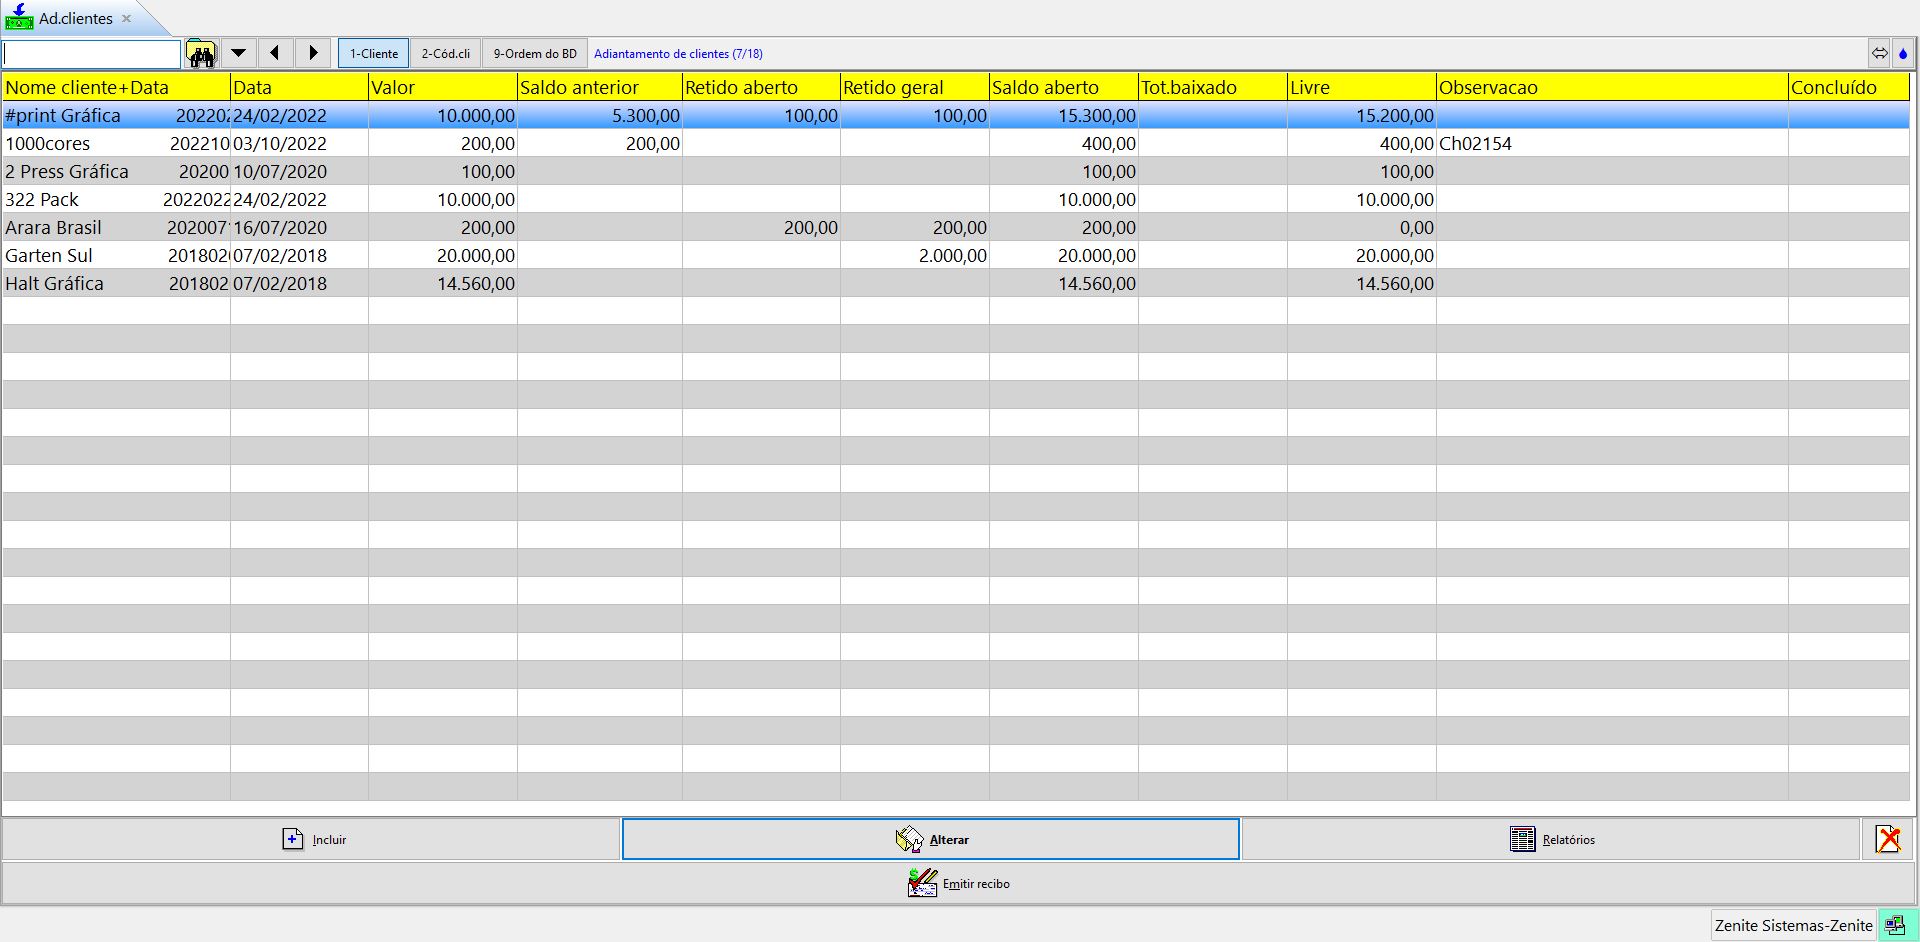 Ad.clientes
1-Cliente 2-Cód.cli 9-Ordem do BD Adiantamento de clientes (7/18)
Nome cliente+Data Data Valor Saldo anterior Retido aberto Retido geral Saldo aberto Tot.baixado Livre Observacao Concluído
#print Gráfica 24/02/2022 10.000,00 5.300,00 100,00 100,00 15.300,00 15.200,00
1000cores 202210 03/10/2022 200,00 200,00 400,00 400,00 Ch02154
2 Press Gráfica 20200 10/07/2020 100,00 100,00 100,00
322 Pack 2022022 24/02/2022 10.000,00 10.000,00 10.000,00
Arara Brasil 16/07/2020 200,00 200,00 200,00 200,00 0,00
Garten Sul 07/02/2018 20.000,00 2.000,00 20.000,00 20.000,00
Halt Gráfica 201802 07/02/2018 14.560,00 14.560,00 14.560,00
Incluir Alterar Relatórios
Emitir recibo
Zenite Sistemas-Zenite